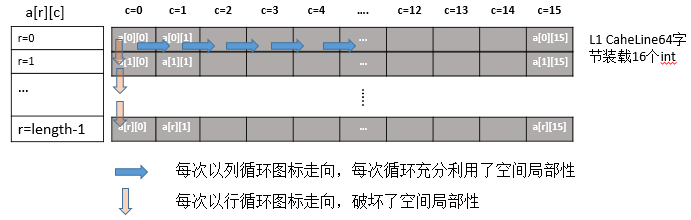 a[r][c] c=0 c=1 c=2 c=3 c=4 …. c=12 c=13 c=14 c=15
r=0 a[0][0] a[0][1] ... a[0][15]
r=1 a[1][0] a[1][1] ... a[1][15]
...
r=length-1 a[r][0] a[r][1] ... a[r][15]
L1 CaheLine64字
节装载16个int
每次以列循环图标走向，每次循环充分利用了空间局部性
每次以行循环图标走向，破坏了空间局部性